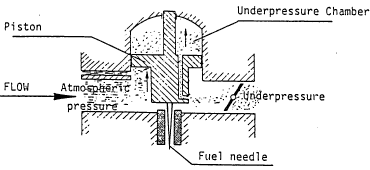 Underpressure Chamber
Piston
FLOW
Atmospheric
pressure
Underpressure
Fuel needle